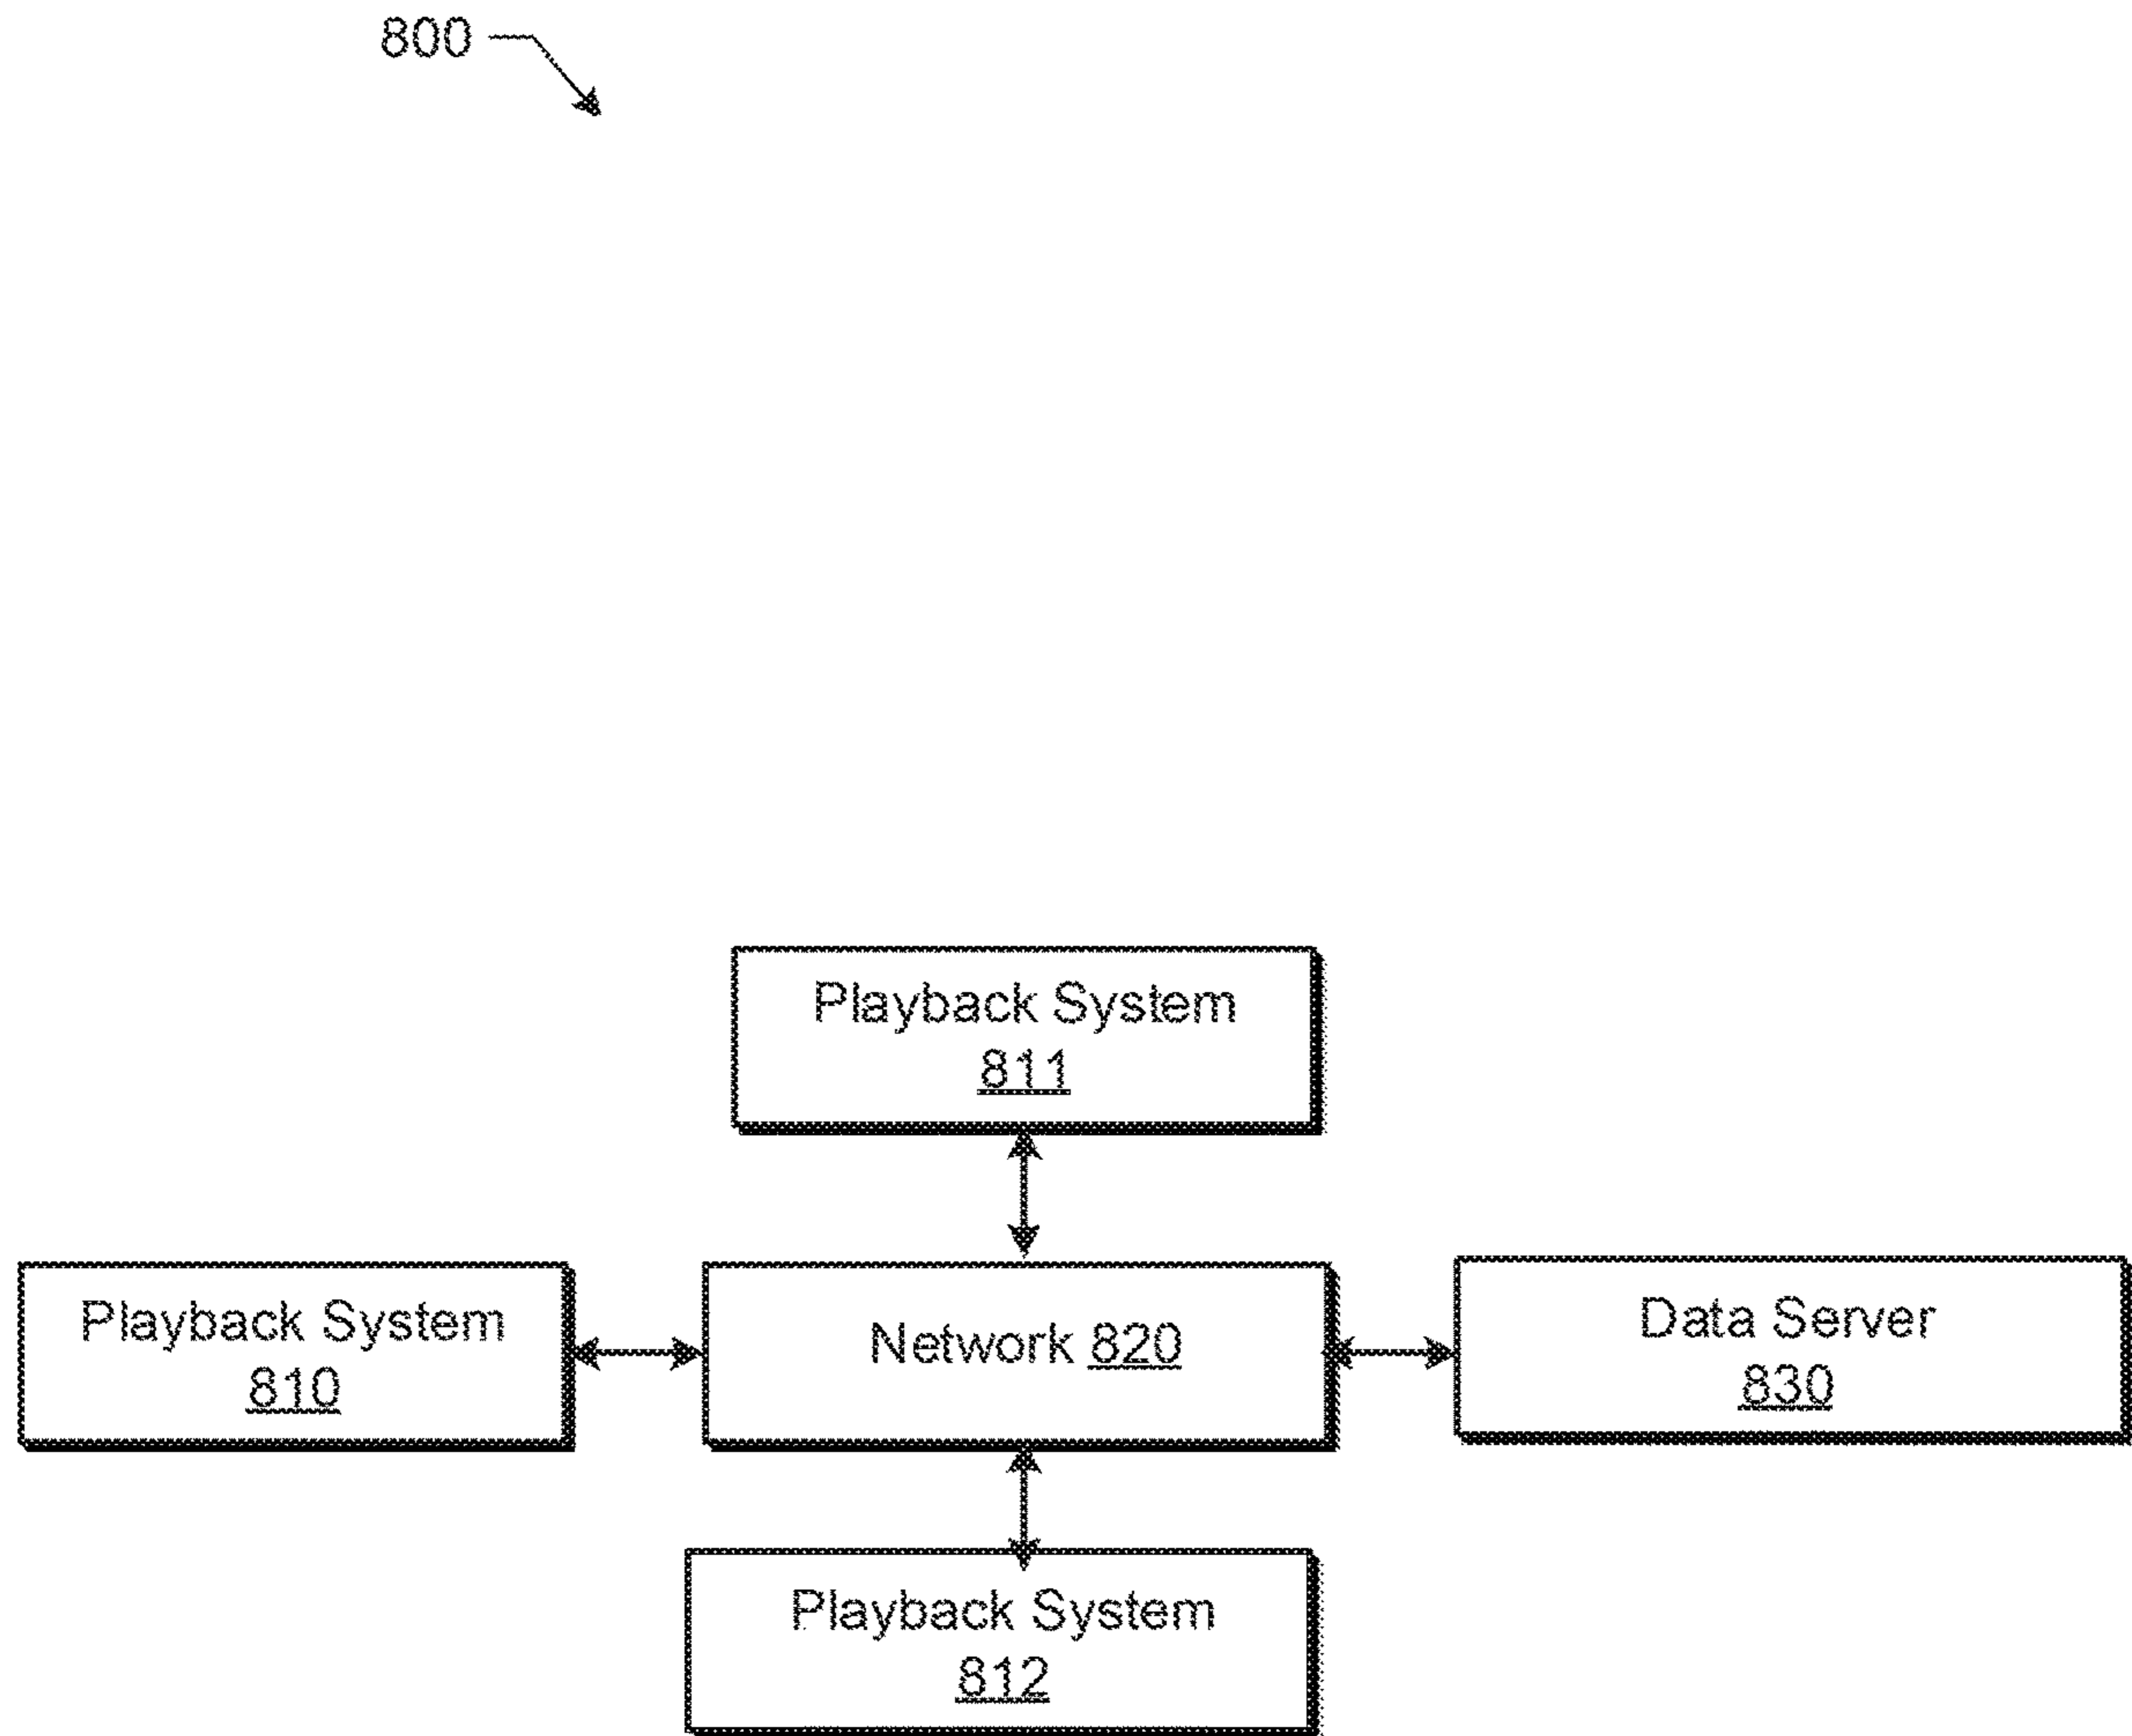 800
Playback System
811
Playback System
810
Network 820
Data Server
830
Playback System
812